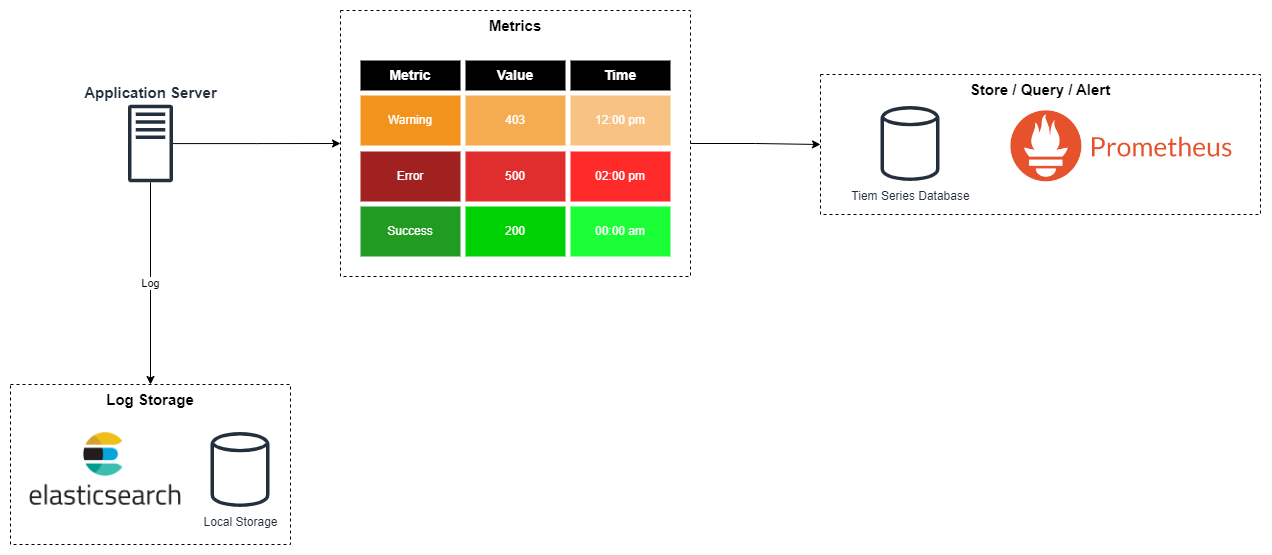 Metrics
Metric Value Time
Warning 403 12:00 pm
Error 500 02:00 pm
Success 200 00:00 am
Application Server
Store / Query / Alert
Prometheus
Tiem Series Database
Log
Log Storage
elasticsearch
Local Storage